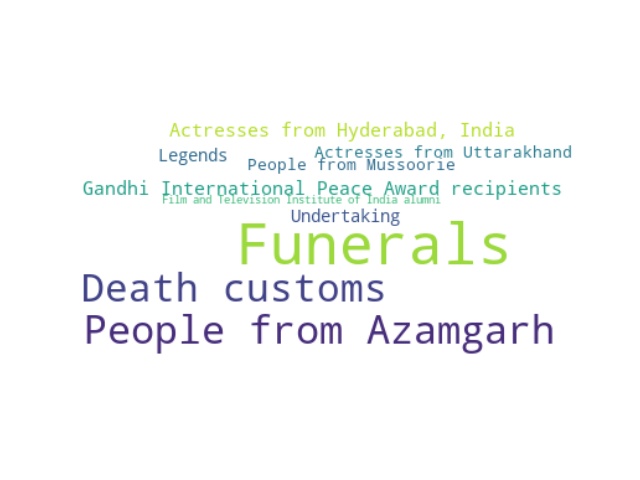 Actresses from Hyderabad, India
Legends
Actresses from Uttarakhand
People from Mussoorie
Gandhi International Peace Award recipients
Film and Television Institute of India alumni
Undertaking
Funerals
Death customs
People from Azamgarh